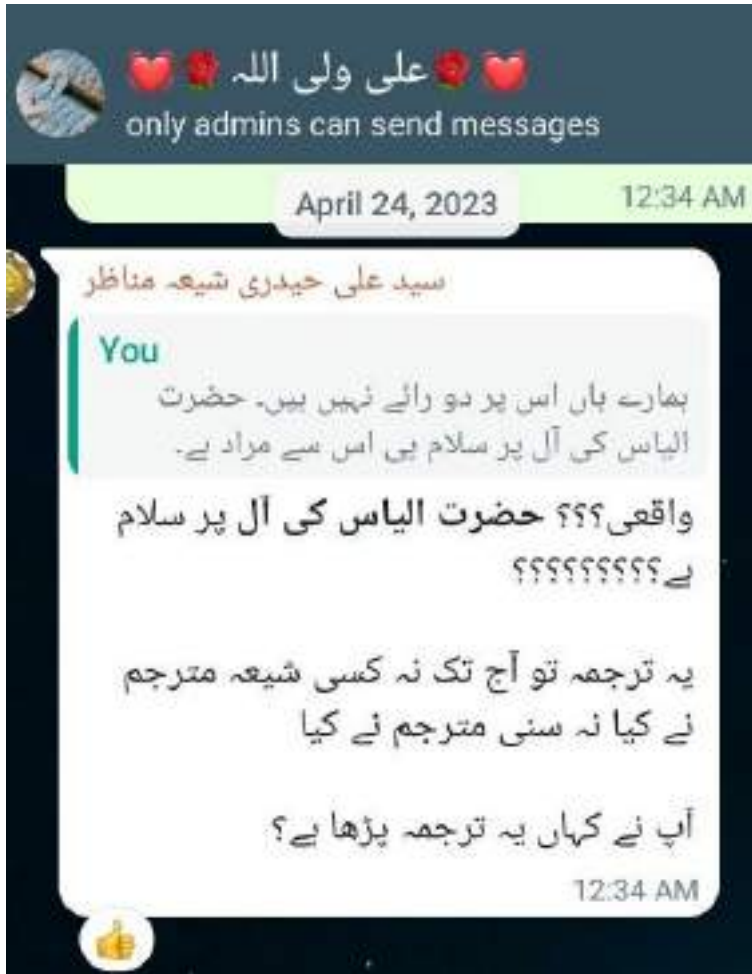 💓🌹علی ولی اللہ🌹💓
only admins can send messages
12:34 AM
April 24, 2023
سید علی حیدری شیعہ مناظر
You
ہمارے ہاں اس پر دو رائے نہیں ہیں۔ حضرت
الیاس کی آل پر سلام ہی اس سے مراد ہے۔
واقعی؟؟؟ حضرت الیاس کی آل پر سلام
ہے؟؟؟؟؟؟؟؟؟
یہ ترجمہ تو آج تک نہ کسی شیعہ مترجم
نے کیا نہ سنی مترجم نے کیا
آپ نے کہاں یہ ترجمہ پڑھا ہے؟
12:34 AM
👍